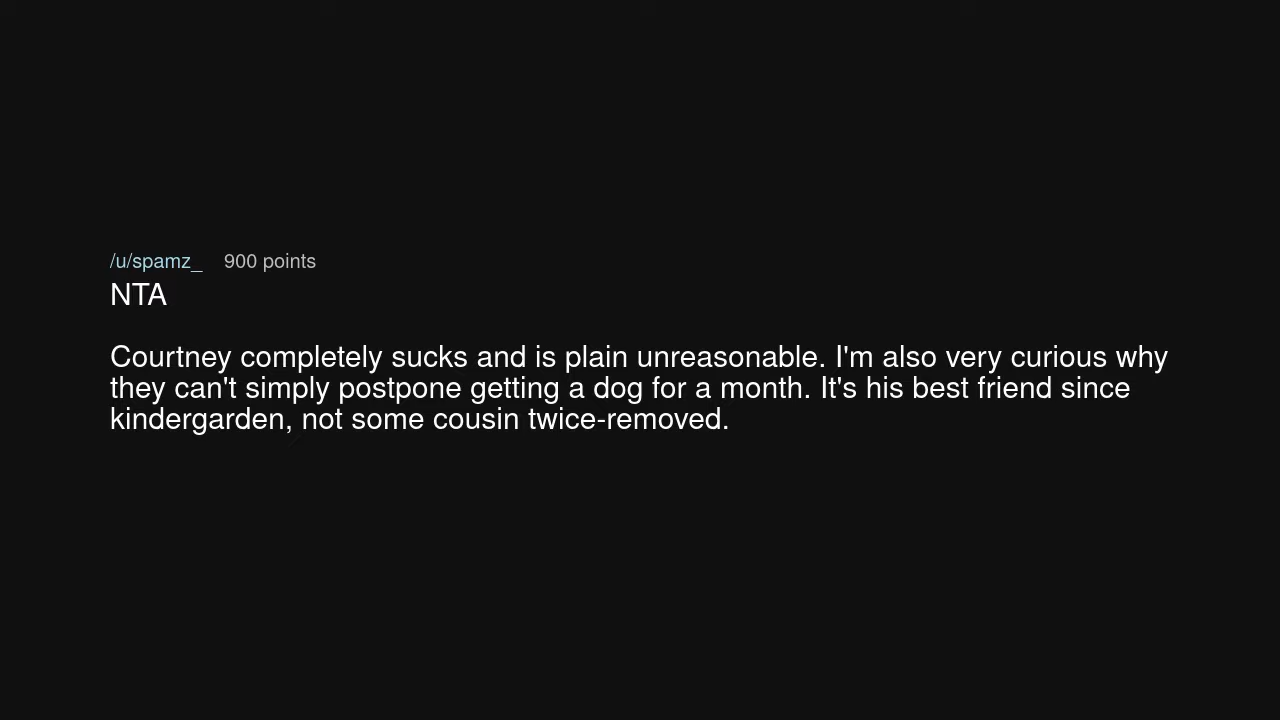 /u/spamz_ 900 points
NTA
Courtney completely sucks and is plain unreasonable. I'm also very curious why
they can't simply postpone getting a dog for a month. It's his best friend since
kindergarden, not some cousin twice-removed.